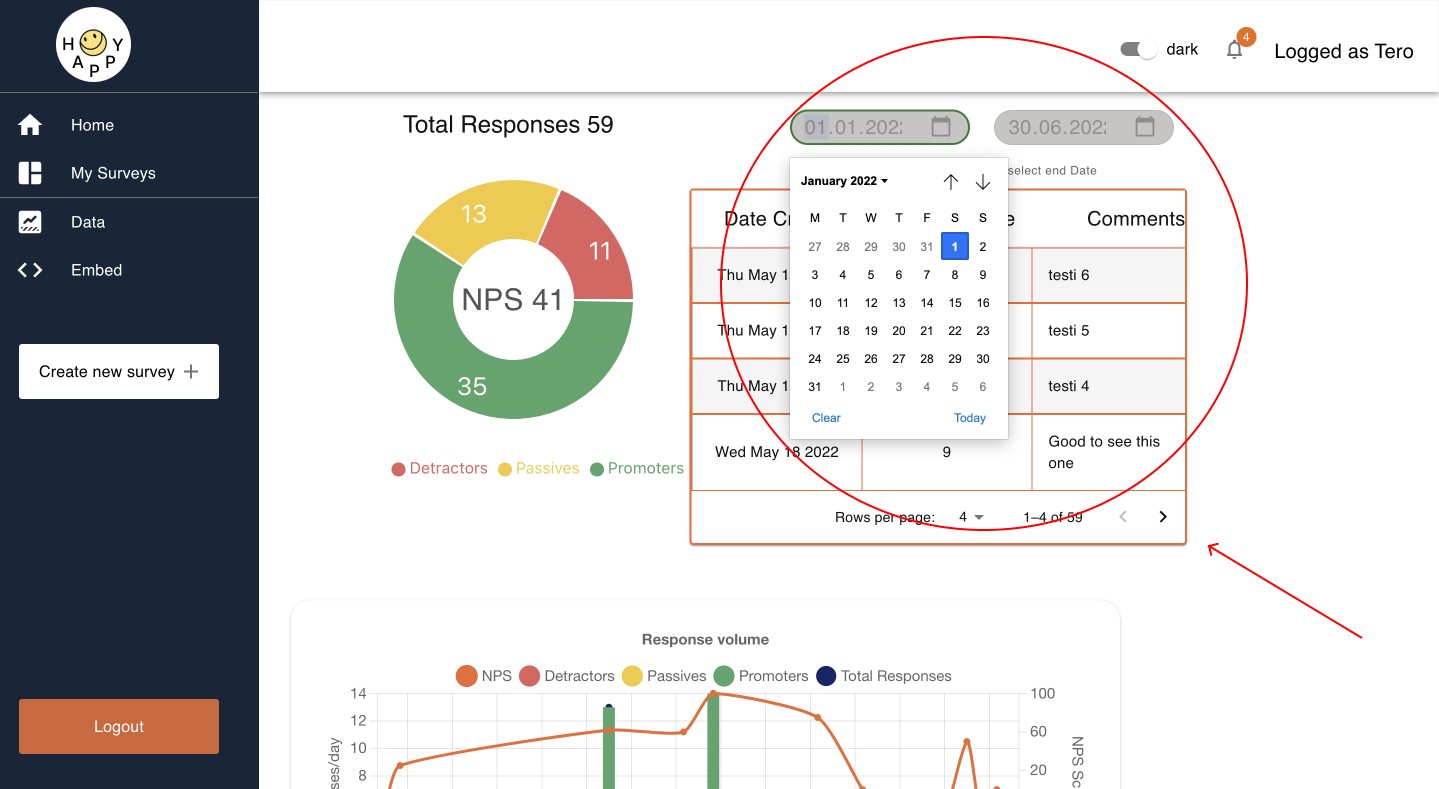 H Y
A P P
Home
My Surveys
Data
Embed
Create new survey
Logout
dark
4
Logged as Tero
Total Responses 59
13
11
NPS 41
35
Detractors Passives Promoters
01.01.202
30.06.202
select end Date
January 2022
M T W T F S S
27 28 29 30 31 1 2
3 4 5 6 7 8 9
10 11 12 13 14 15 16
17 18 19 20 21 22 23
24 25 26 27 28 29 30
31 1 2 3 4 5 6
Clear Today
Date C e Comments
Thu May 1 testi 6
Thu May 1 testi 5
Thu May 1 testi 4
Wed May 18 2022 9 Good to see this
one
Rows per page: 4 1–4 of 59
Response volume
NPS Detractors Passives Promoters Total Responses
14
12
10
8
ses/day
100
60
20
NPS Sc